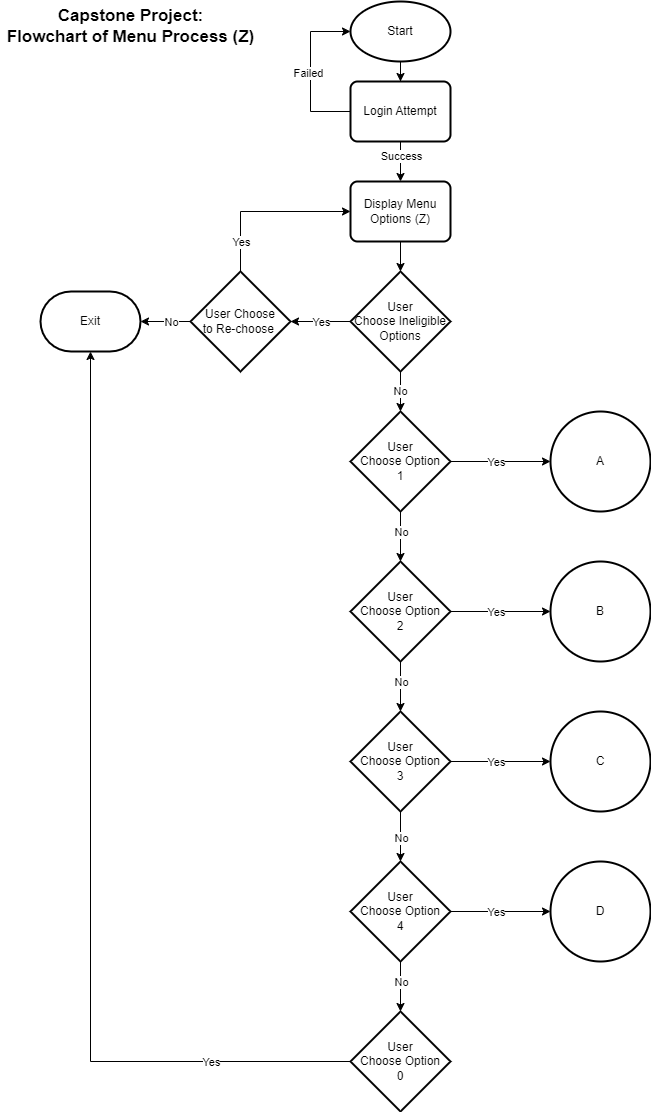 Capstone Project:
Flowchart of Menu Process (Z)
Start
Failed
Login Attempt
Success
Display Menu
Options (Z)
Yes
User Choose
to Re-choose
No
Exit
User
Choose Ineligible
Options
Yes
No
User
Choose Option
1
Yes
A
No
User
Choose Option
2
Yes
B
No
User
Choose Option
3
Yes
C
No
User
Choose Option
4
Yes
D
No
User
Choose Option
0
Yes